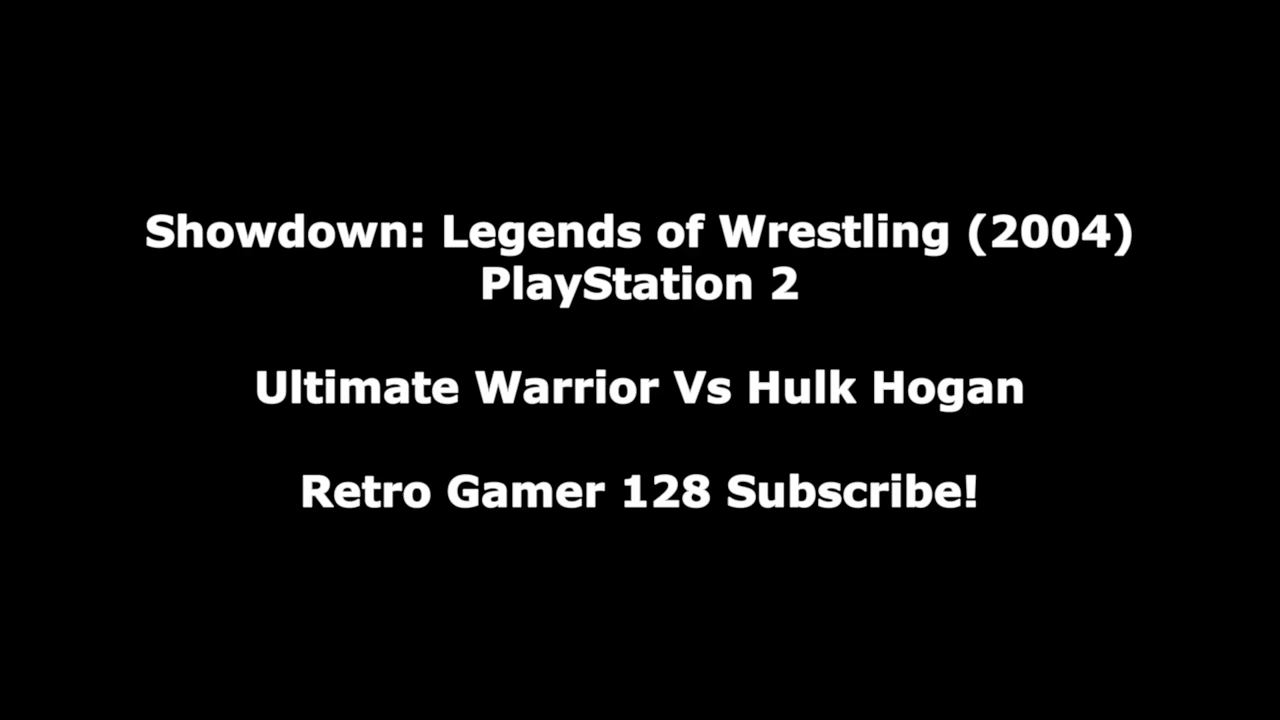 Showdown: Legends of Wrestling (2004)
PlayStation 2
Ultimate Warrior Vs Hulk Hogan
Retro Gamer 128 Subscribe!